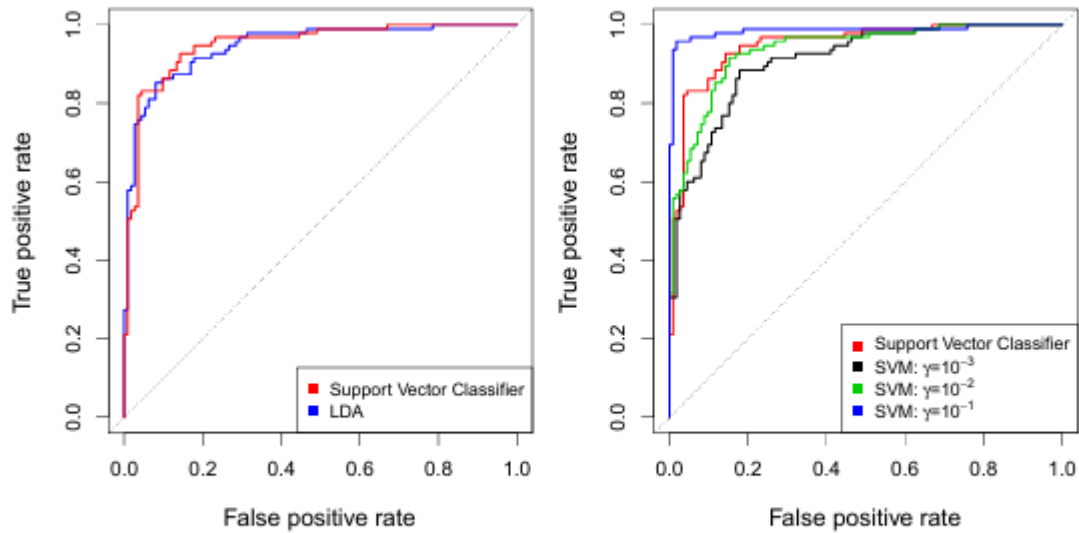 True positive rate
0.0 0.2 0.4 0.6 0.8 1.0
Support Vector Classifier
LDA
0.0 0.2 0.4 0.6 0.8 1.0
False positive rate
True positive rate
0.0 0.2 0.4 0.6 0.8 1.0
Support Vector Classifier
SVM: γ=10⁻³
SVM: γ=10⁻²
SVM: γ=10⁻¹
0.0 0.2 0.4 0.6 0.8 1.0
False positive rate